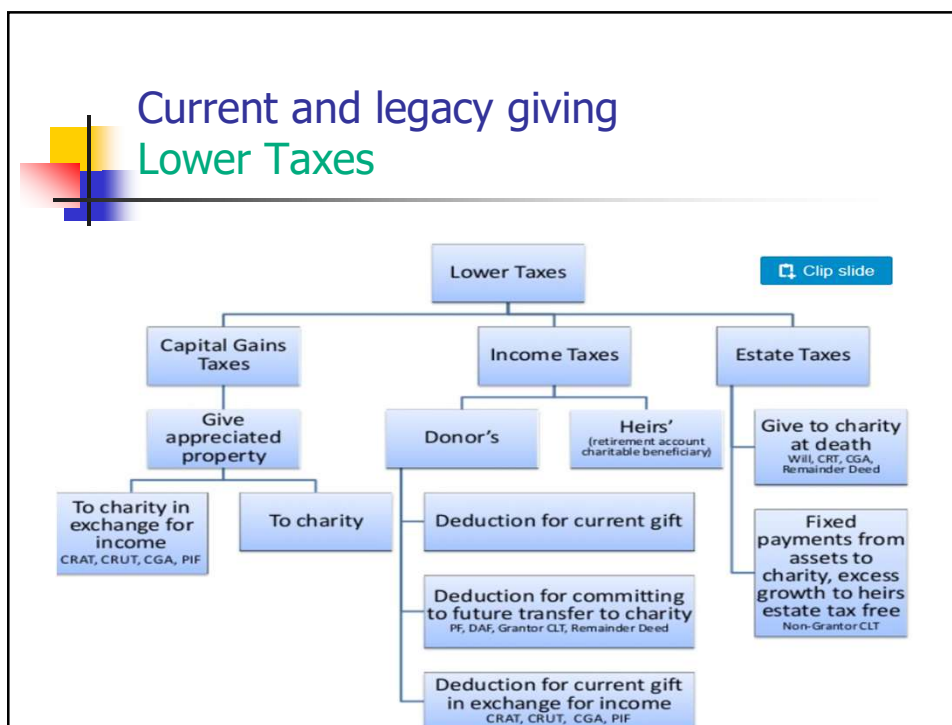 Current and legacy giving
Lower Taxes
Lower Taxes
Clip slide
Capital Gains
Taxes
Income Taxes
Estate Taxes
Give
appreciated
property
Donor's
Heirs'
(retirement account
charitable beneficiary)
Give to charity
at death
Will, CRT, CGA,
Remainder Deed
To charity in
exchange for
income
CRAT, CRUT, CGA, PIF
To charity
Deduction for current gift
Fixed
payments from
assets to
charity, excess
growth to heirs
estate tax free
Non-Grantor CLT
Deduction for committing
to future transfer to charity
PF, DAF, Grantor CLT, Remainder Deed
Deduction for current gift
in exchange for income
CRAT, CRUT, CGA, PIF